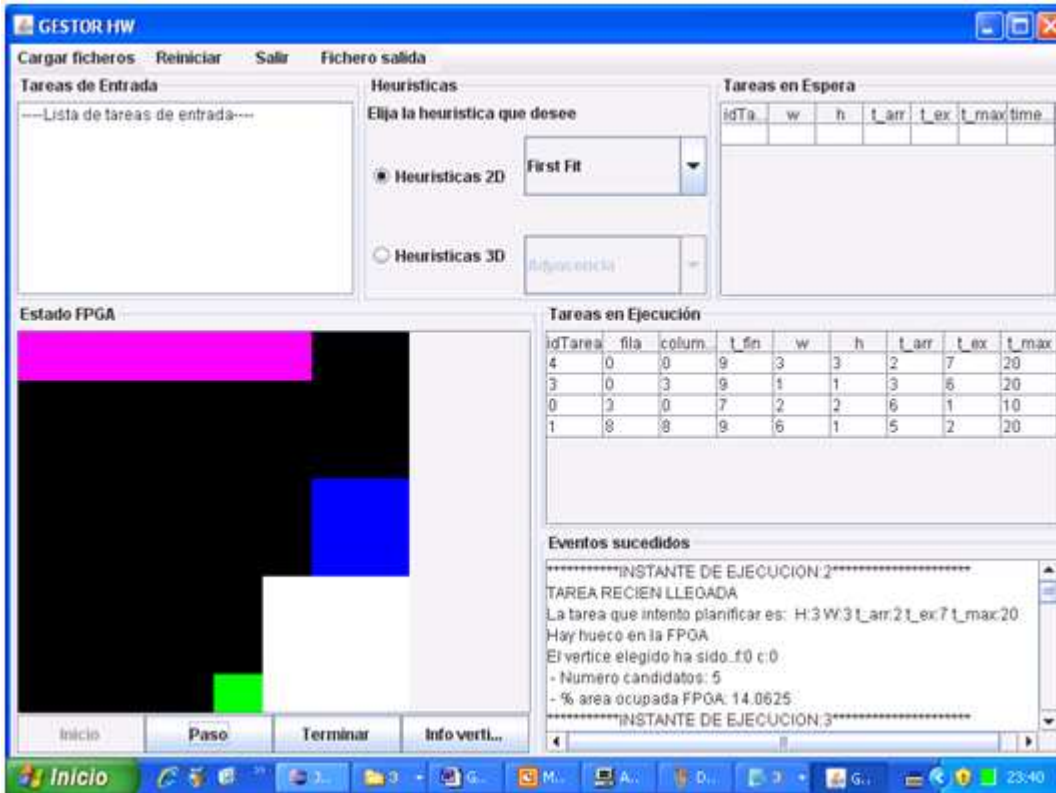 GESTOR HW
Cargar ficheros Reiniciar Salir Fichero salida
Tareas de Entrada
----Lista de tareas de entrada----
Heuristicas
Elija la heuristica que desee
Heuristicas 2D
First Fit
Heuristicas 3D
Adyacencia
Tareas en Espera
idTa... w h t_arr t_ex t_max time...
Estado FPGA
Tareas en Ejecución
idTarea fila colum... t_fin w h t_arr t_ex t_max
4 0 0 9 3 3 2 7 20
3 0 3 9 1 1 3 6 20
0 3 0 7 2 2 6 1 10
1 8 8 9 6 1 5 2 20
Eventos sucedidos
***********INSTANTE DE EJECUCION:2**********************
TAREA RECIEN LLEGADA
La tarea que intento planificar es: H:3 W:3 t_arr:2 t_ex:7 t_max:20
Hay hueco en la FPGA
El vertice elegido ha sido..f:0 c:0
- Numero candidatos: 5
- % area ocupada FPGA: 14.0625
***********INSTANTE DE EJECUCION:3**********************
Inicio Paso Terminar Info verti...
Inicio 3.. 3 G.. M.. A.. D.. 3 G.. 23:40